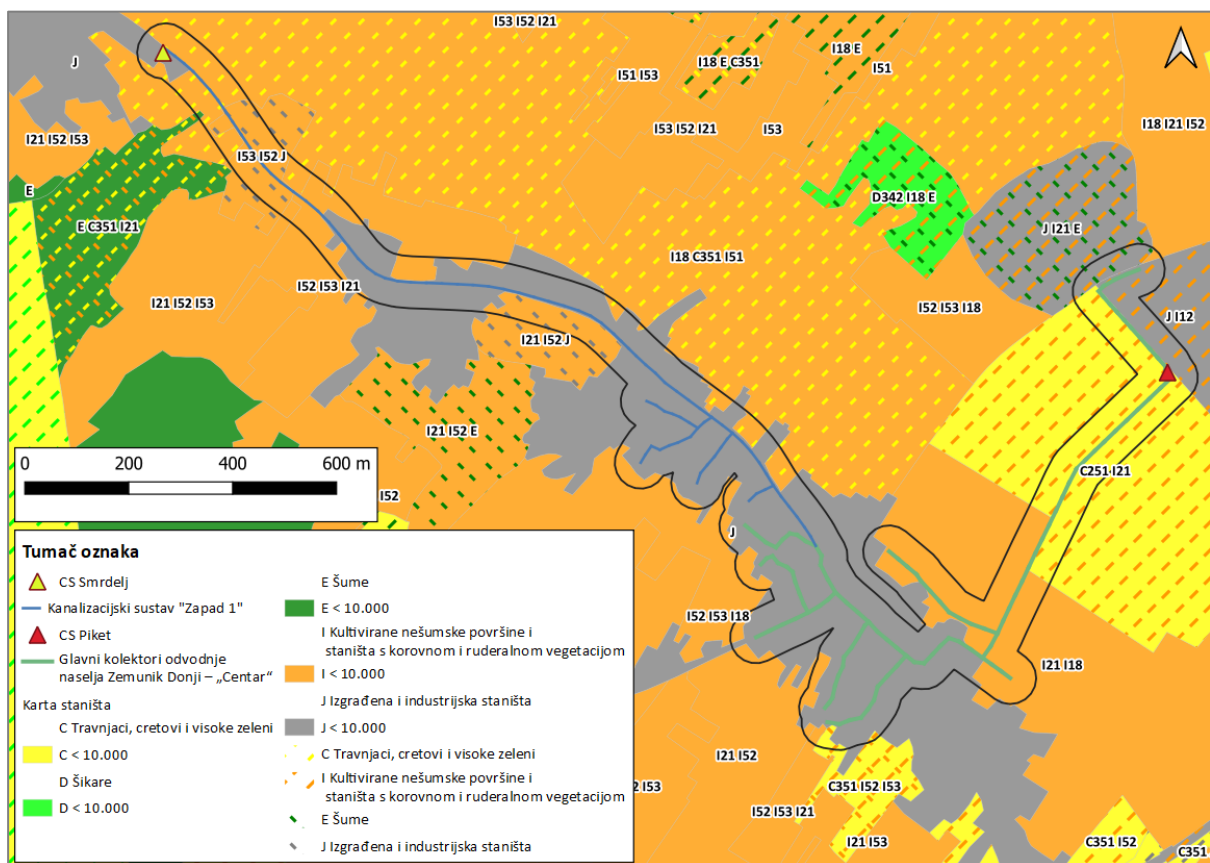 I53 I52 I21
I18 E
J
I18 E C351
I51
I51 I53
I53 I52 I21
I53
I18 I21 I52
I21 I52 I53
I53 I52 J
E
D342 I18 E
E C351 I21
J I21 E
I18 C351 I51
I52 I53 I21
I21 I52 I53
I52 I53 I18
J I12
I21 I52 J
I21 I52 E
C251 I21
0 200 400 600 m
I52
J
I52 I53 I18
I21 I18
I21 I52
I53
C351 I52 I53
I52 I53 I21
I21 I53
C351 I52
C351
Tumač oznaka
CS Smrdelj
Kanalizacijski sustav "Zapad 1"
CS Piket
Glavni kolektori odvodnje
naselja Zemunik Donji – „Centar“
Karta staništa
C Travnjaci, cretovi i visoke zeleni
C < 10.000
D Šikare
D < 10.000
E Šume
E < 10.000
I Kultivirane nešumske površine i
staništa s korovnom i ruderalnom vegetacijom
I < 10.000
J Izgrađena i industrijska staništa
J < 10.000
C Travnjaci, cretovi i visoke zeleni
I Kultivirane nešumske površine i
staništa s korovnom i ruderalnom vegetacijom
E Šume
J Izgrađena i industrijska staništa